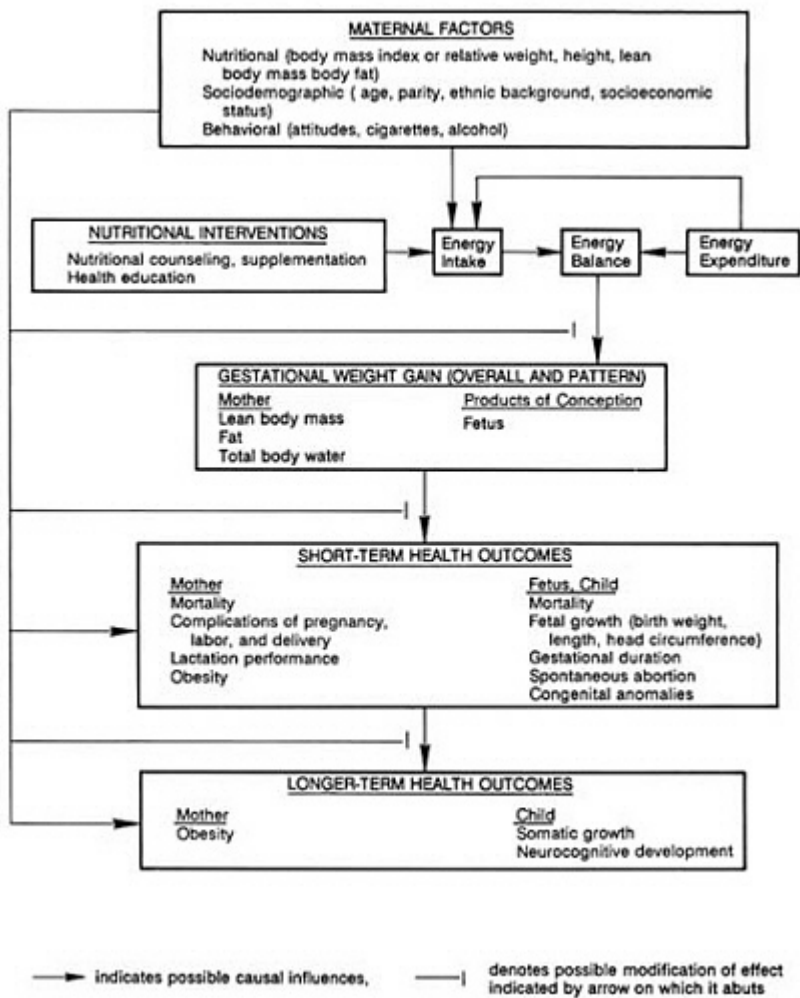 MATERNAL FACTORS
Nutritional (body mass index or relative weight, height, lean
body mass body fat)
Sociodemographic ( age, parity, ethnic background, socioeconomic
status)
Behavioral (attitudes, cigarettes, alcohol)
NUTRITIONAL INTERVENTIONS
Nutritional counseling, supplementation
Health education
Energy
Intake
Energy
Balance
Energy
Expenditure
GESTATIONAL WEIGHT GAIN (OVERALL AND PATTERN)
Mother
Lean body mass
Fat
Total body water
Products of Conception
Fetus
SHORT-TERM HEALTH OUTCOMES
Mother
Mortality
Complications of pregnancy,
labor, and delivery
Lactation performance
Obesity
Fetus, Child
Mortality
Fetal growth (birth weight,
length, head circumference)
Gestational duration
Spontaneous abortion
Congenital anomalies
LONGER-TERM HEALTH OUTCOMES
Mother
Obesity
Child
Somatic growth
Neurocognitive development
indicates possible causal influences,
denotes possible modification of effect
indicated by arrow on which it abuts